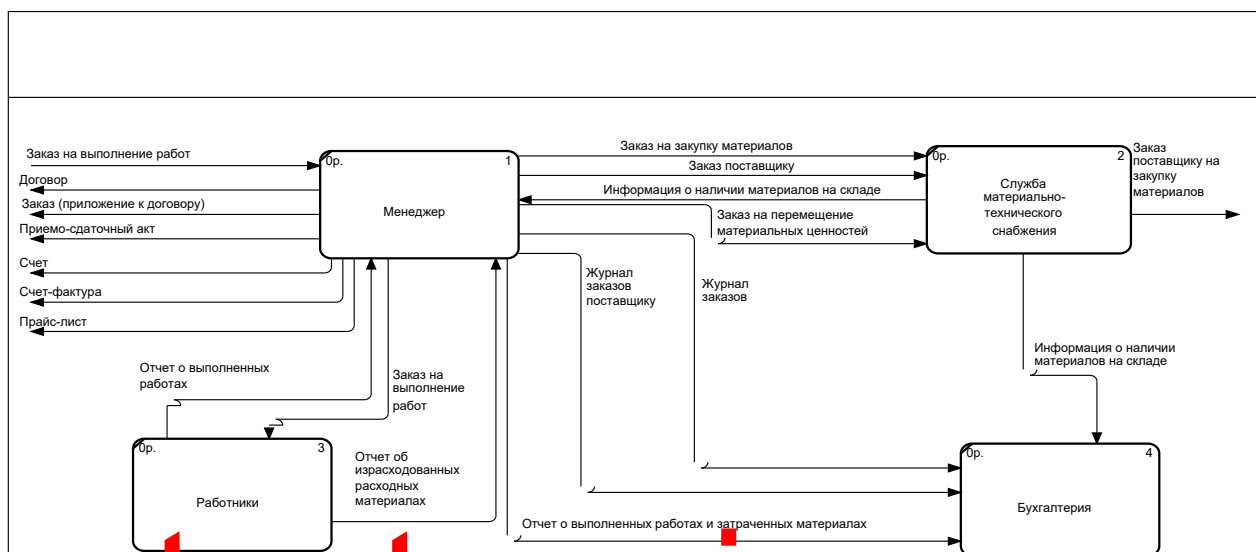 Заказ на выполнение работ
Договор
Заказ (приложение к договору)
Приемо-сдаточный акт
Счет
Счет-фактура
Прайс-лист
0р.
1
Менеджер
Заказ на закупку материалов
Заказ поставщику
Информация о наличии материалов на складе
Заказ на перемещение
материальных ценностей
0р.
2
Служба
материально-
технического
снабжения
Заказ
поставщику на
закупку
материалов
Журнал
заказов
поставщику
Журнал
заказов
Информация о наличии
материалов на складе
Отчет о выполненных
работах
Заказ на
выполнение
работ
0р.
3
Работники
Отчет об
израсходованных
расходных
материалах
Отчет о выполненных работах и затраченных материалах
0р.
4
Бухгалтерия